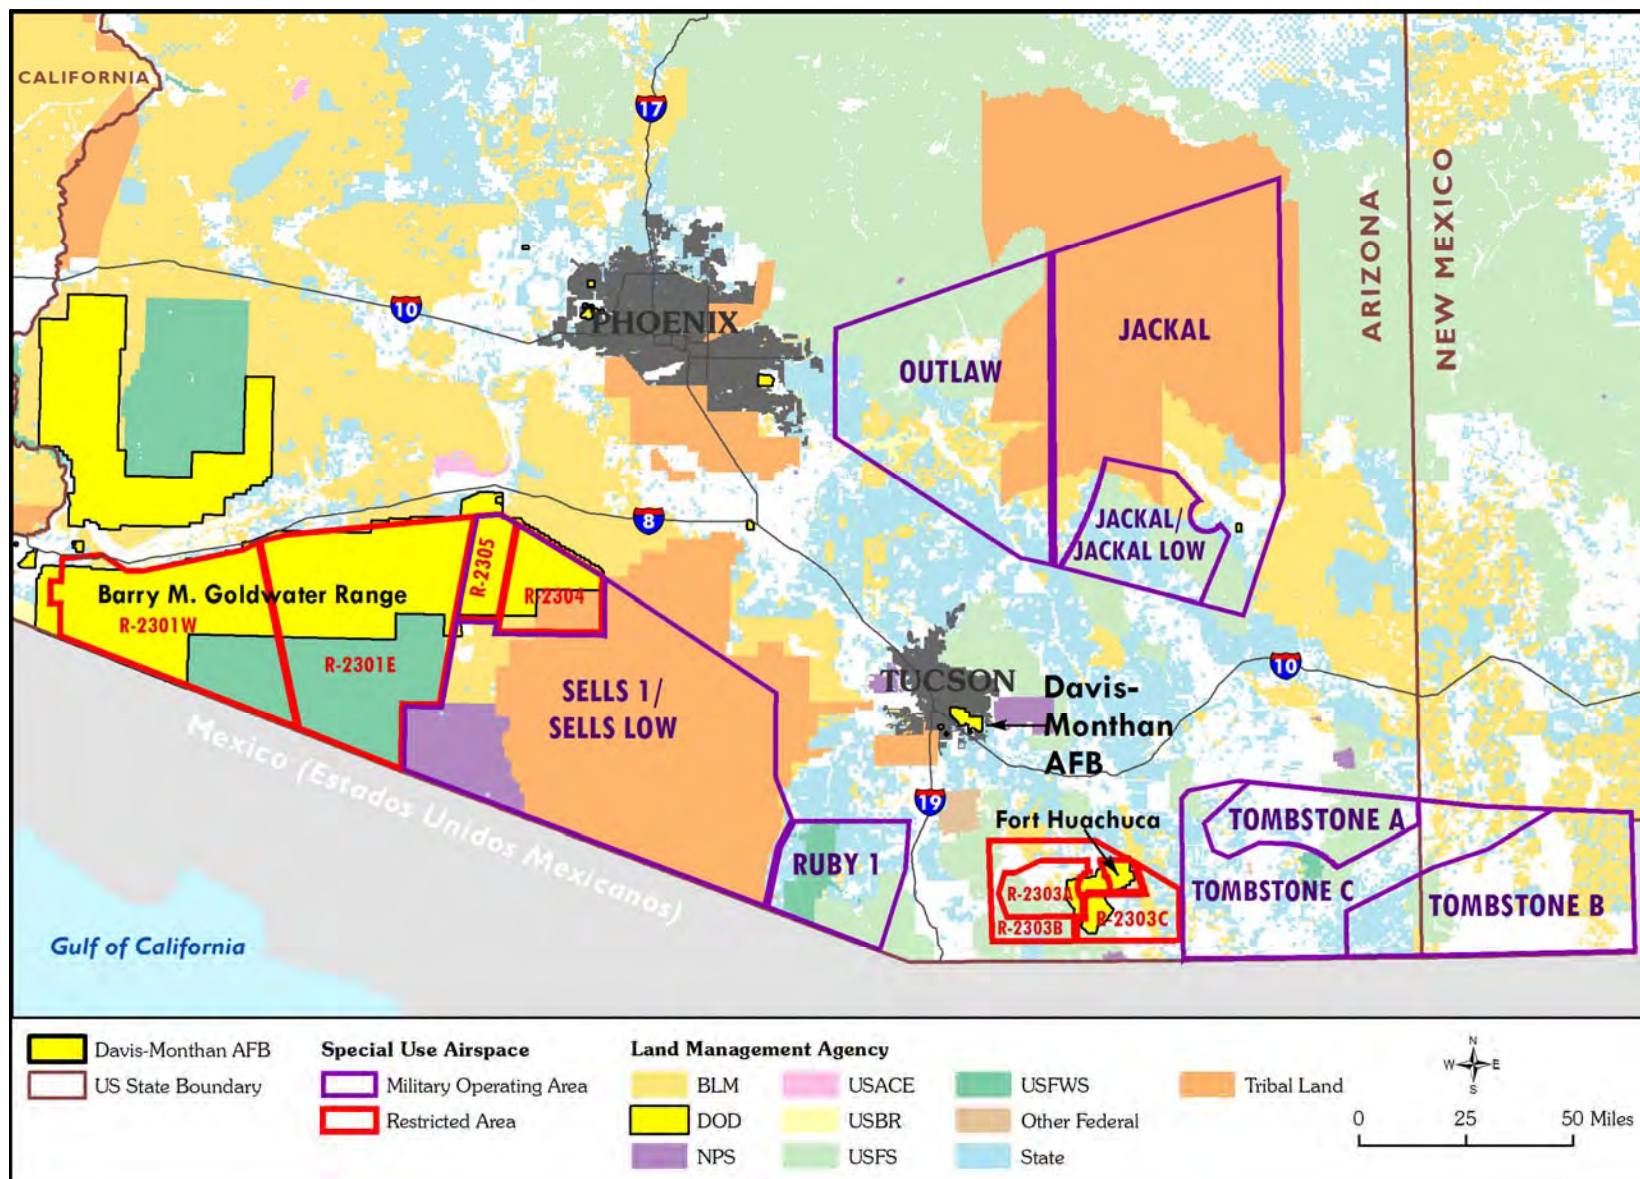 CALIFORNIA
17
ARIZONA
NEW MEXICO
10
PHOENIX
JACKAL
OUTLAW
8
JACKAL/
JACKAL LOW
R-2305
Barry M. Goldwater Range
R-2304
R-2301W
R-2301E
10
TUCSON
SELLS 1/
SELLS LOW
Davis-
Monthan
AFB
Mexico (Estados Unidos Mexicanos)
19
Fort Huachuca
TOMBSTONE A
RUBY 1
R-2303A
TOMBSTONE C
TOMBSTONE B
R-2303B
R-2303C
Gulf of California
Davis-Monthan AFB
US State Boundary
Special Use Airspace
Military Operating Area
Restricted Area
Land Management Agency
BLM
DOD
NPS
USACE
USBR
USFS
USFWS
Other Federal
State
Tribal Land
N
W E
S
0 25 50 Miles